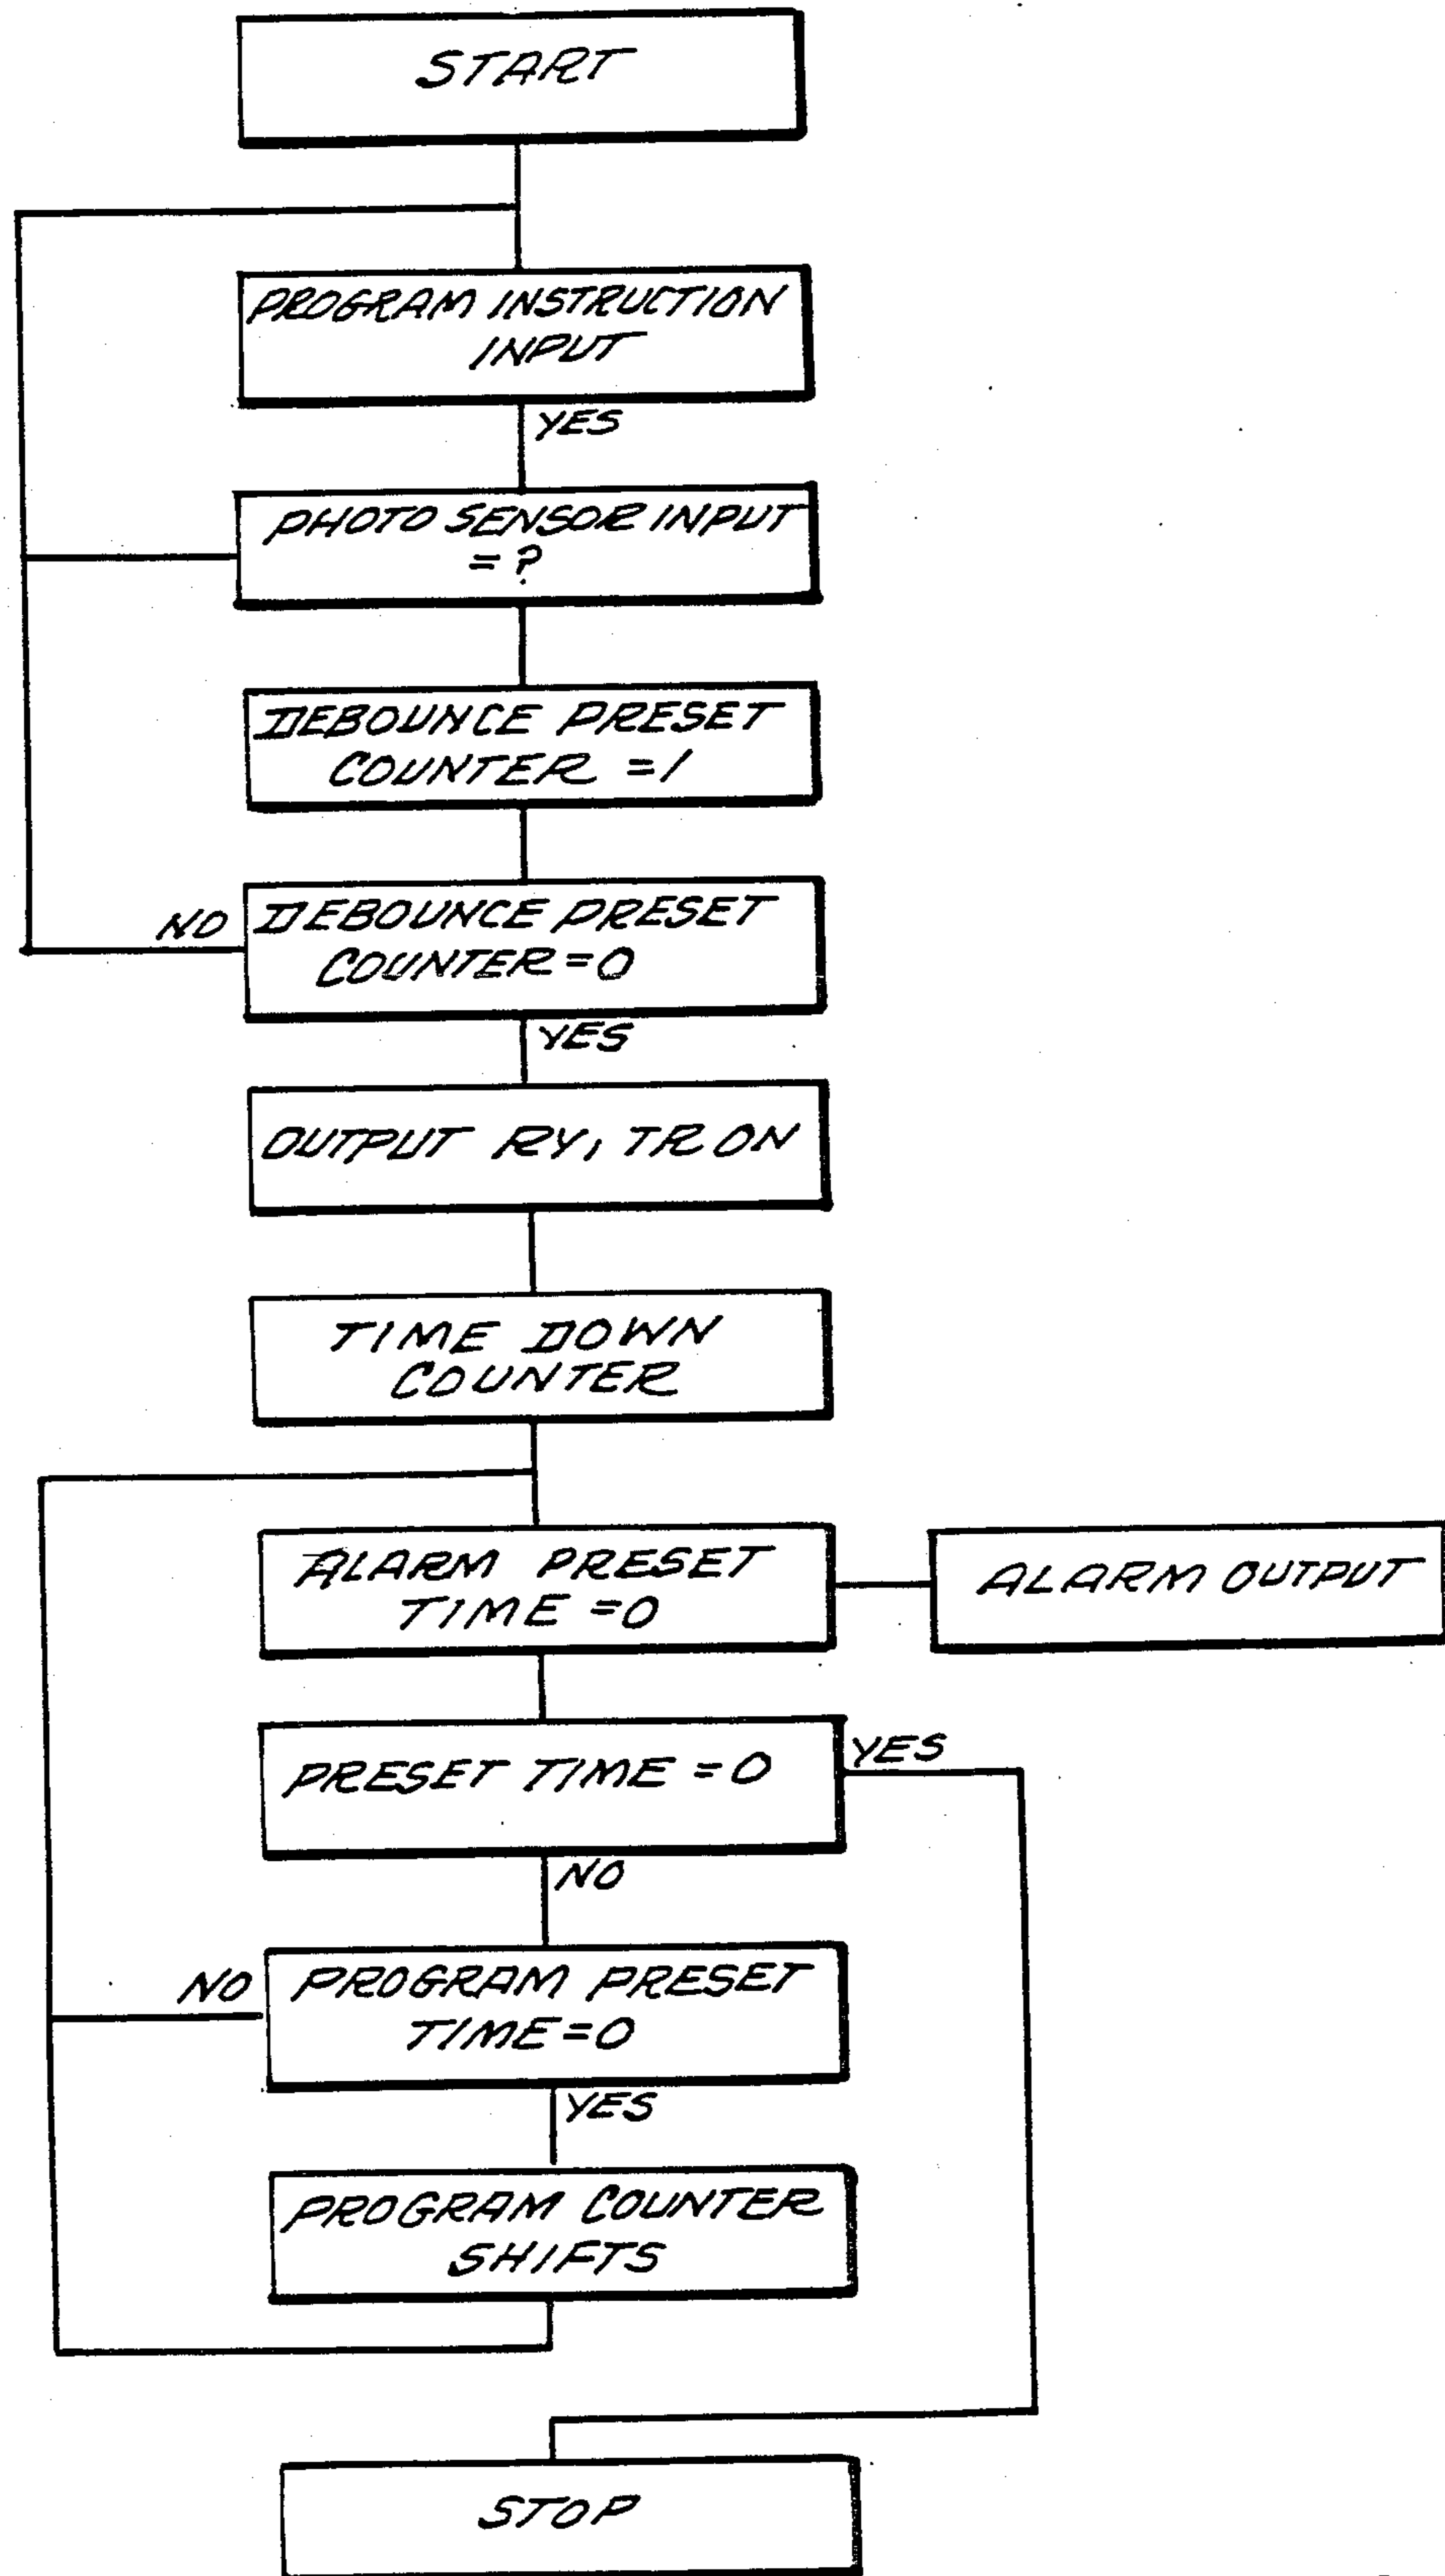 START
PROGRAM INSTRUCTION
INPUT
YES
PHOTO SENSOR INPUT
= ?
DEBOUNCE PRESET
COUNTER = 1
NO
DEBOUNCE PRESET
COUNTER = 0
YES
OUTPUT RY, TR ON
TIME DOWN
COUNTER
ALARM PRESET
TIME = 0
ALARM OUTPUT
PRESET TIME = 0
YES
NO
NO
PROGRAM PRESET
TIME = 0
YES
PROGRAM COUNTER
SHIFTS
STOP